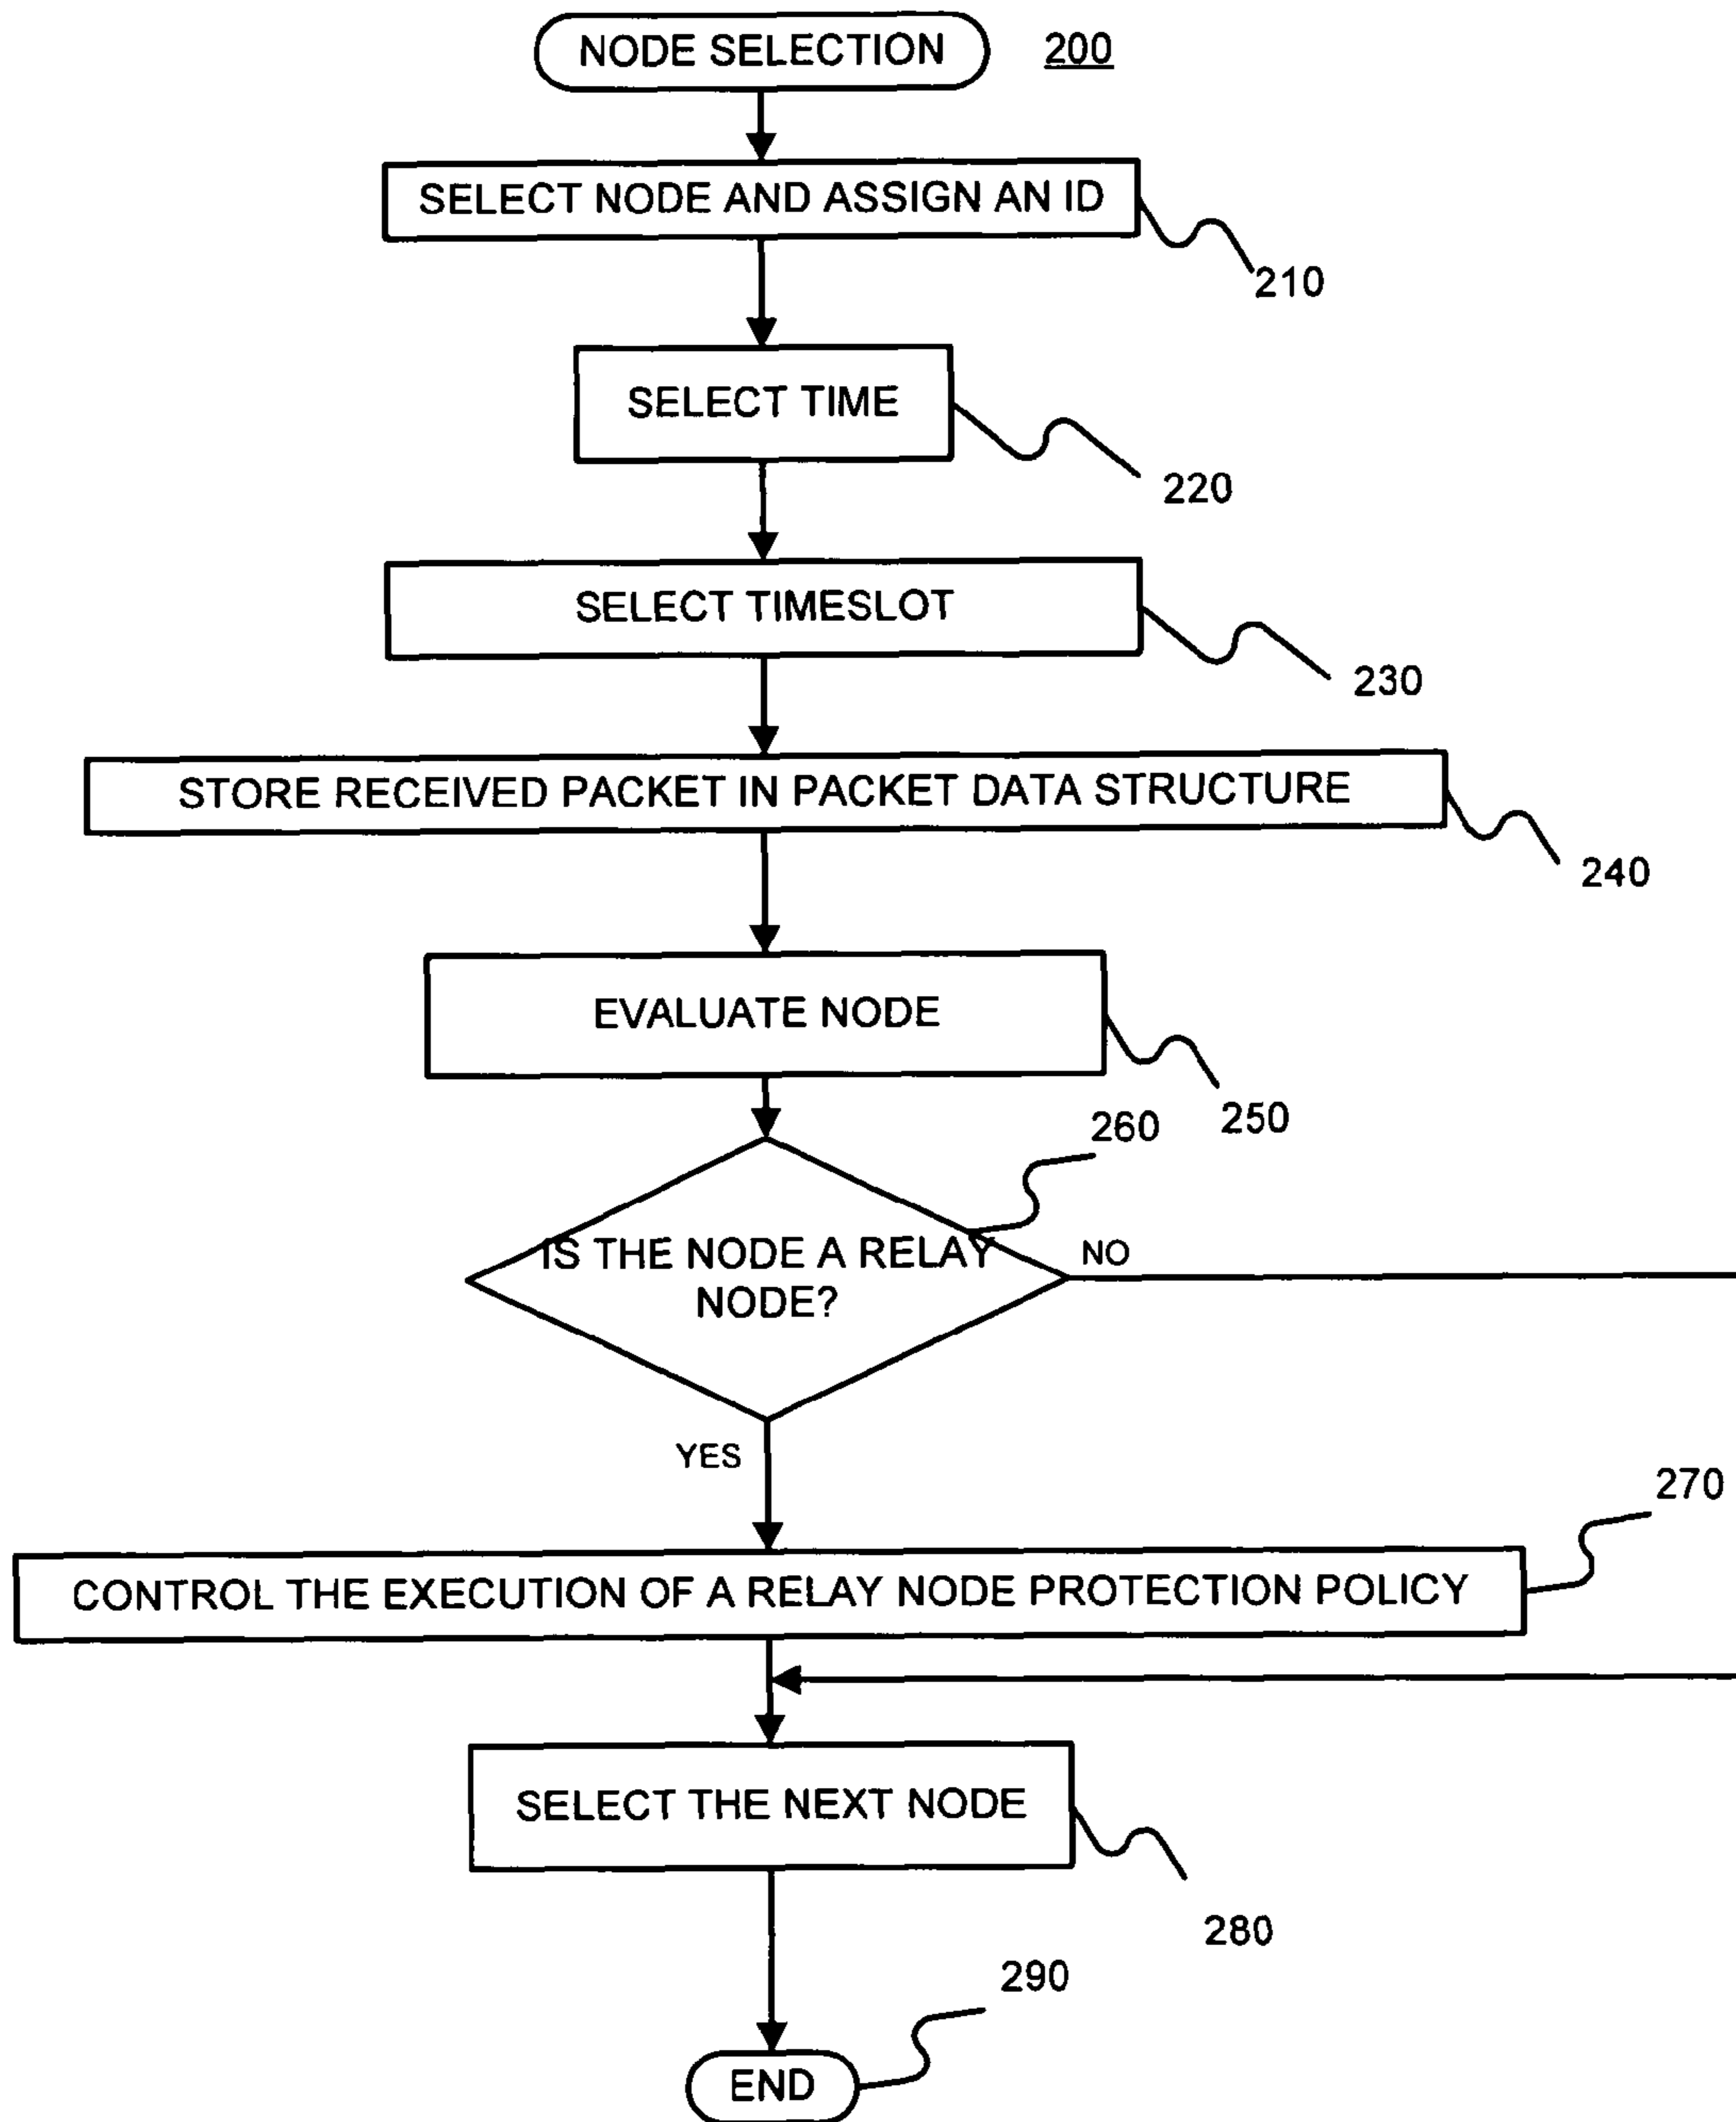 NODE SELECTION
200
SELECT NODE AND ASSIGN AN ID
210
SELECT TIME
220
SELECT TIMESLOT
230
STORE RECEIVED PACKET IN PACKET DATA STRUCTURE
240
EVALUATE NODE
250
260
IS THE NODE A RELAY
NODE?
NO
YES
270
CONTROL THE EXECUTION OF A RELAY NODE PROTECTION POLICY
SELECT THE NEXT NODE
280
290
END